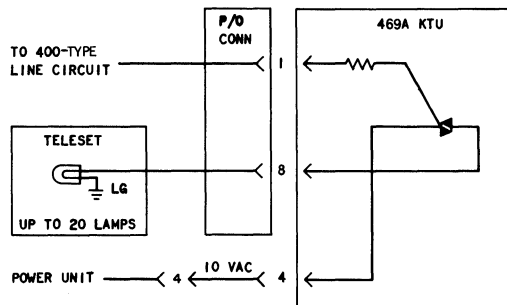 P/O
CONN
469A KTU
TO 400-TYPE
LINE CIRCUIT
1
TELESET
8
LG
UP TO 20 LAMPS
POWER UNIT
4
10 VAC
4